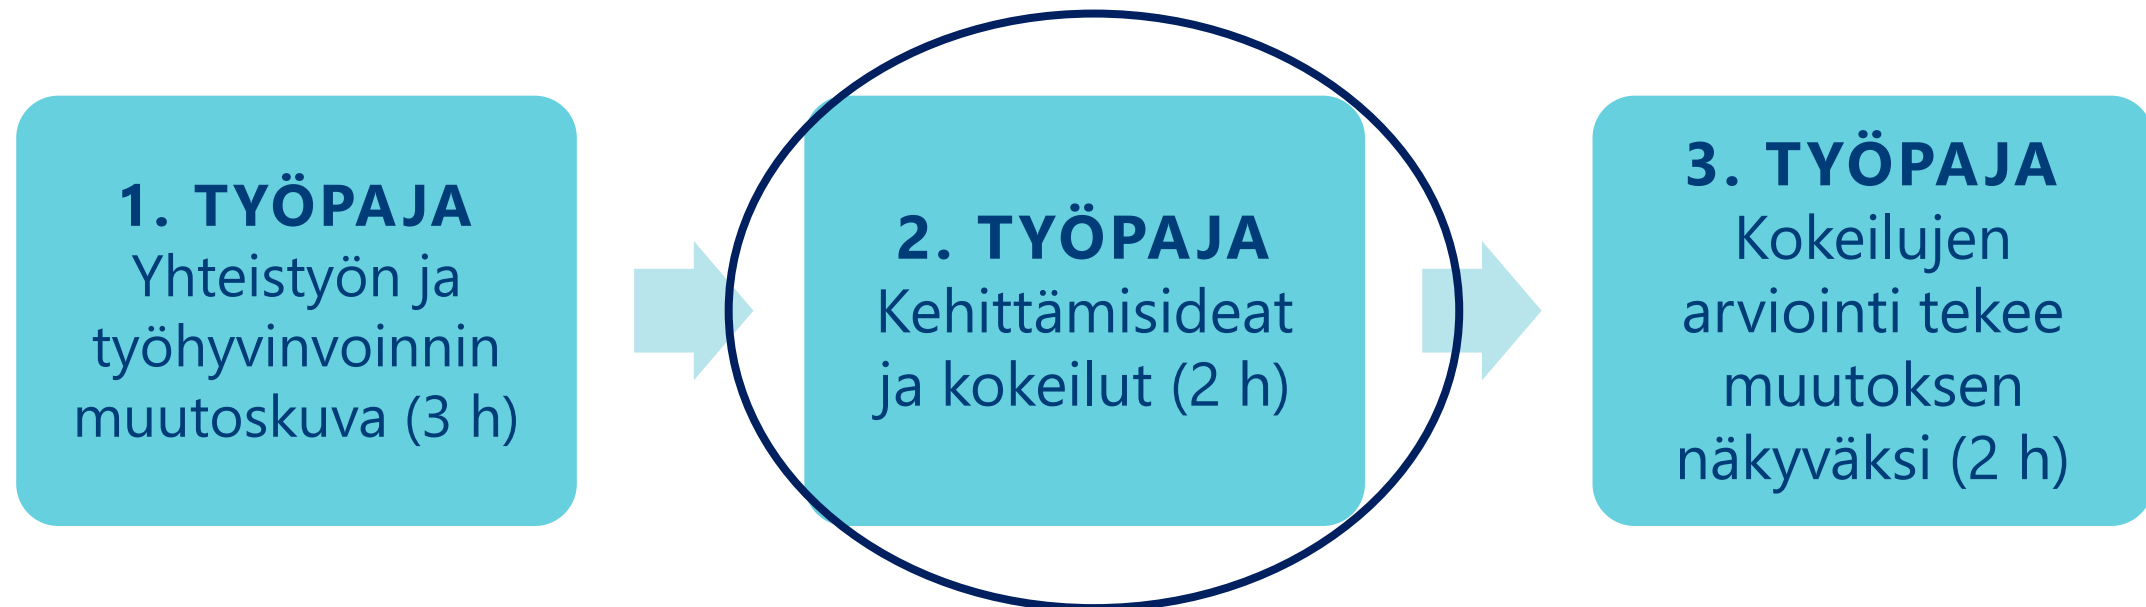 1. TYÖPAJA
Yhteistyön ja
työhyvinvoinnin
muutoskuva (3 h)
2. TYÖPAJA
Kehittämisideat
ja kokeilut (2 h)
3. TYÖPAJA
Kokeilujen
arviointi tekee
muutoksen
näkyväksi (2 h)